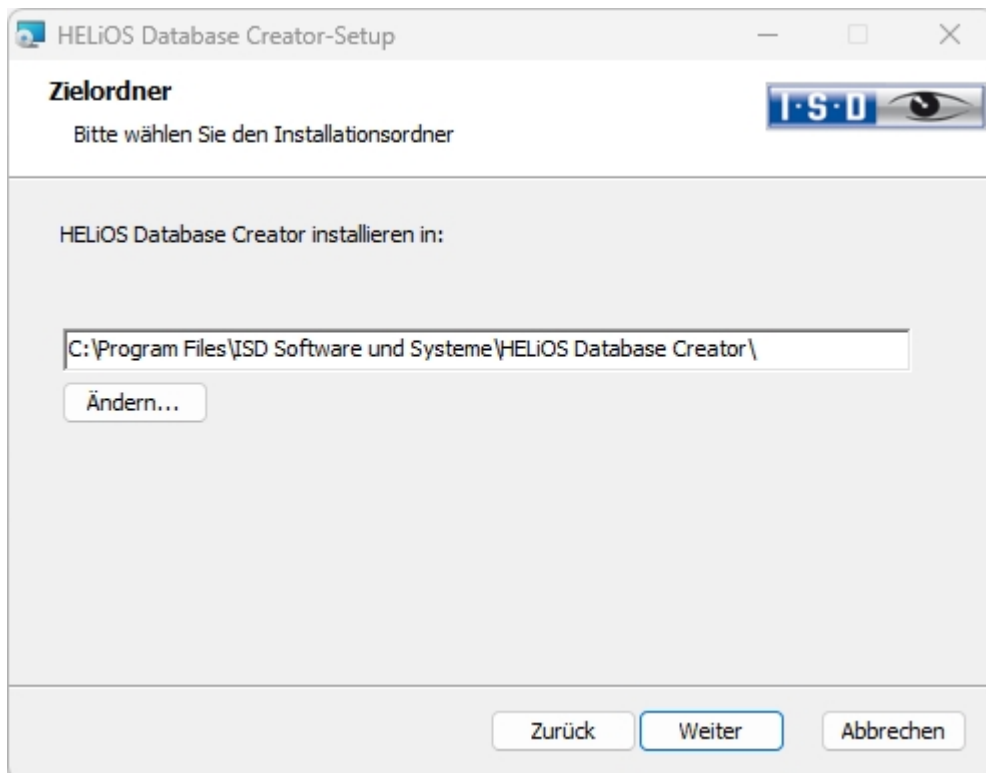 HELiOS Database Creator-Setup
Zielordner
I·S·D
Bitte wählen Sie den Installationsordner
HELiOS Database Creator installieren in:
C:\Program Files\ISD Software und Systeme\HELiOS Database Creator\
Ändern...
Zurück Weiter Abbrechen